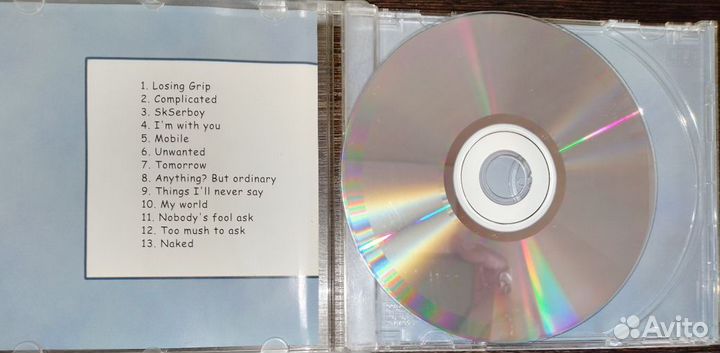 1. Losing Grip
2. Complicated
3. SkSerboy
4. I'm with you
5. Mobile
6. Unwanted
7. Tomorrow
8. Anything? But ordinary
9. Things I'll never say
10. My world
11. Nobody's fool ask
12. Too mush to ask
13. Naked
Avito